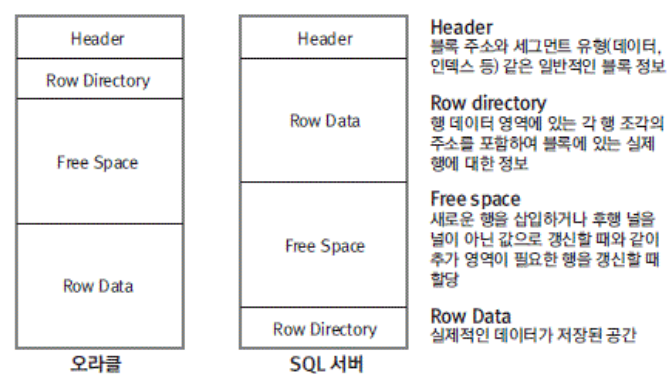 Header
Row Directory
Free Space
Row Data
오라클
Header
Row Data
Free Space
Row Directory
SQL 서버
Header
블록 주소와 세그먼트 유형(데이터,
인덱스 등) 같은 일반적인 블록 정보
Row directory
행 데이터 영역에 있는 각 행 조각의
주소를 포함하여 블록에 있는 실제
행에 대한 정보
Free space
새로운 행을 삽입하거나 후행 널을
널이 아닌 값으로 갱신할 때와 같이
추가 영역이 필요한 행을 갱신할 때
할당
Row Data
실제적인 데이터가 저장된 공간